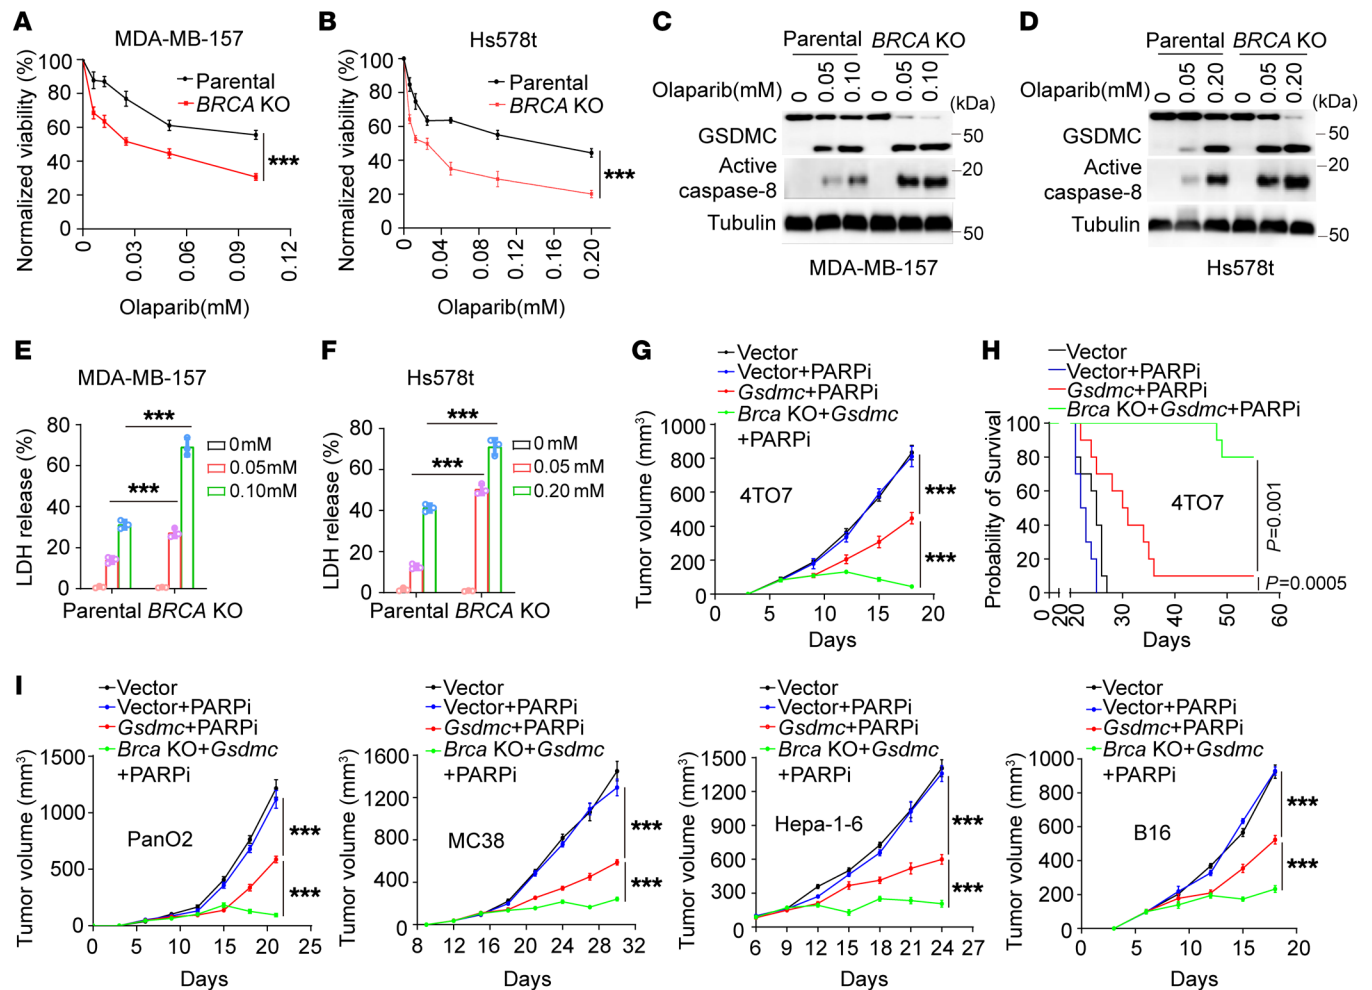 A
MDA-MB-157
Normalized viability (%)
100
80
60
40
20
0
Parental
BRCA KO
***
0
0.03
0.06
0.09
0.12
Olaparib(mM)
B
Hs578t
Normalized viability (%)
100
80
60
40
20
0
Parental
BRCA KO
***
0
0.04
0.08
0.12
0.16
0.20
Olaparib(mM)
C
Parental BRCA KO
Olaparib(mM) 0 0.05 0.10 0 0.05 0.10
(kDa)
GSDMC
50
Active
caspase-8
20
Tubulin
50
MDA-MB-157
D
Parental BRCA KO
Olaparib(mM) 0 0.05 0.20 0 0.05 0.20
(kDa)
GSDMC
50
Active
caspase-8
20
Tubulin
50
Hs578t
E
MDA-MB-157
LDH release (%)
80
60
40
20
0
***
***
0mM
0.05mM
0.10mM
Parental BRCA KO
F
Hs578t
LDH release (%)
80
60
40
20
0
***
***
0 mM
0.05 mM
0.20 mM
Parental BRCA KO
G
Vector
Vector+PARPi
Gsdmc+PARPi
Brca KO+Gsdmc
+PARPi
Tumor volume (mm³)
1000
800
600
400
200
0
4TO7
***
***
0 5 10 15 20
Days
H
Vector
Vector+PARPi
Gsdmc+PARPi
Brca KO+Gsdmc+PARPi
Probability of Survival
100
80
60
40
20
0
4TO7
P=0.001
P=0.0005
0 2 20 30 40 50 60
Days
I
Vector
Vector+PARPi
Gsdmc+PARPi
Brca KO+Gsdmc
+PARPi
Tumor volume (mm³)
1500
1000
500
0
PanO2
***
***
0 5 10 15 20 25
Days
Vector
Vector+PARPi
Gsdmc+PARPi
Brca KO+Gsdmc
+PARPi
Tumor volume (mm³)
1600
1200
800
400
0
MC38
***
***
8 12 16 20 24 28 32
Days
Vector
Vector+PARPi
Gsdmc+PARPi
Brca KO+Gsdmc
+PARPi
Tumor volume (mm³)
1500
1200
900
600
300
0
Hepa-1-6
***
***
6 9 12 15 18 21 24 27
Days
Vector
Vector+PARPi
Gsdmc+PARPi
Brca KO+Gsdmc
+PARPi
Tumor volume (mm³)
1000
800
600
400
200
0
B16
***
***
0 5 10 15 20
Days